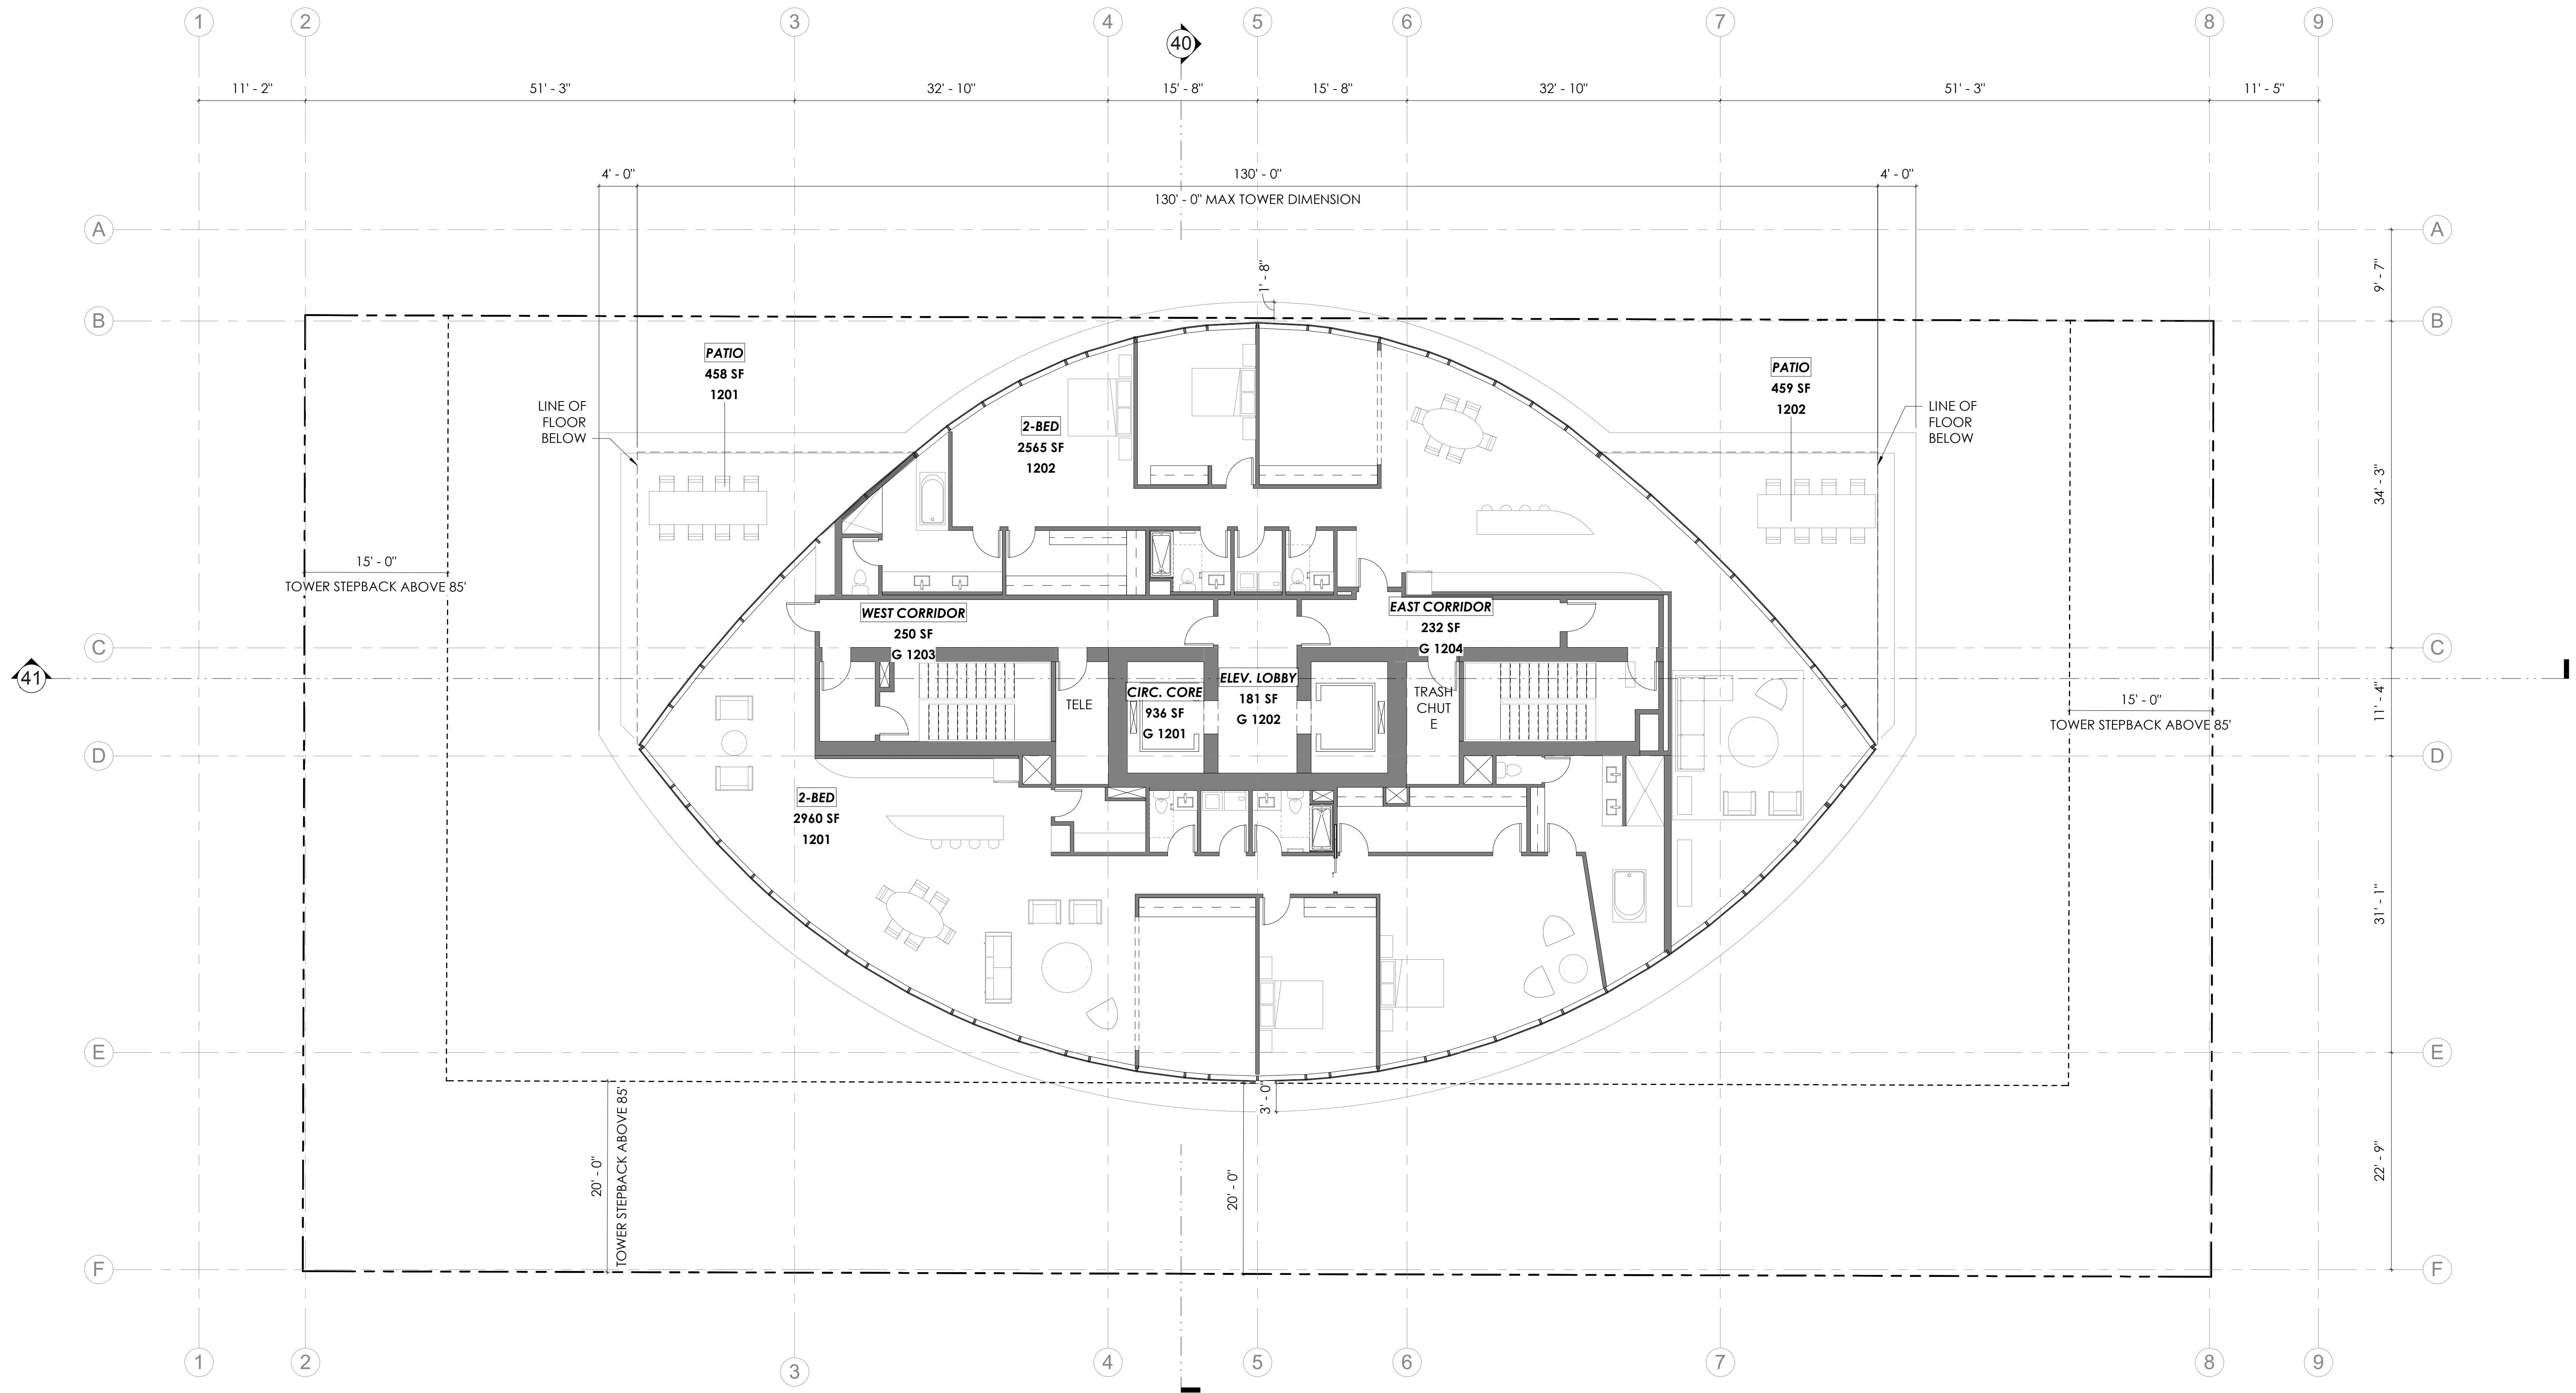 1 2 3 4 5 6 7 8 9
40
11' - 2" 51' - 3" 32' - 10" 15' - 8" 15' - 8" 32' - 10" 51' - 3" 11' - 5"
4' - 0" 130' - 0" 4' - 0"
130' - 0" MAX TOWER DIMENSION
A A
9' - 7"
1' - 8"
B B
PATIO
458 SF
1201
PATIO
459 SF
1202
LINE OF
FLOOR
BELOW
LINE OF
FLOOR
BELOW
2-BED
2565 SF
1202
34' - 3"
15' - 0"
TOWER STEPBACK ABOVE 85'
WEST CORRIDOR
250 SF
G 1203
EAST CORRIDOR
232 SF
G 1204
C C
41
TELE
CIRC. CORE
936 SF
G 1201
ELEV. LOBBY
181 SF
G 1202
TRASH
CHUT
E
11' - 4"
15' - 0"
TOWER STEPBACK ABOVE 85'
D D
2-BED
2960 SF
1201
31' - 1"
E E
3' - 0"
20' - 0"
TOWER STEPBACK ABOVE 85'
20' - 0"
22' - 9"
F F
1 2 3 4 5 6 7 8 9